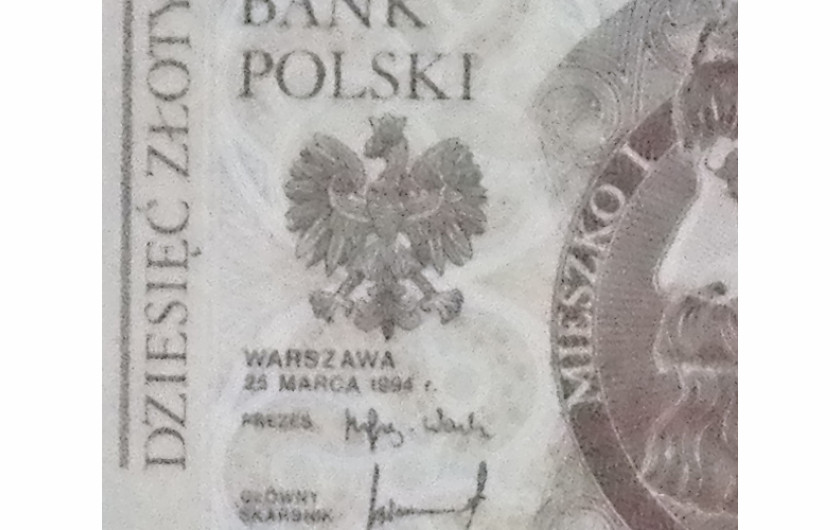 BANK
POLSKI
DZIESIĘĆ ZŁOTY
MIESZKO I
WARSZAWA
25 MARCA 1994 r.
PREZES
GŁÓWNY
SKARBNIK